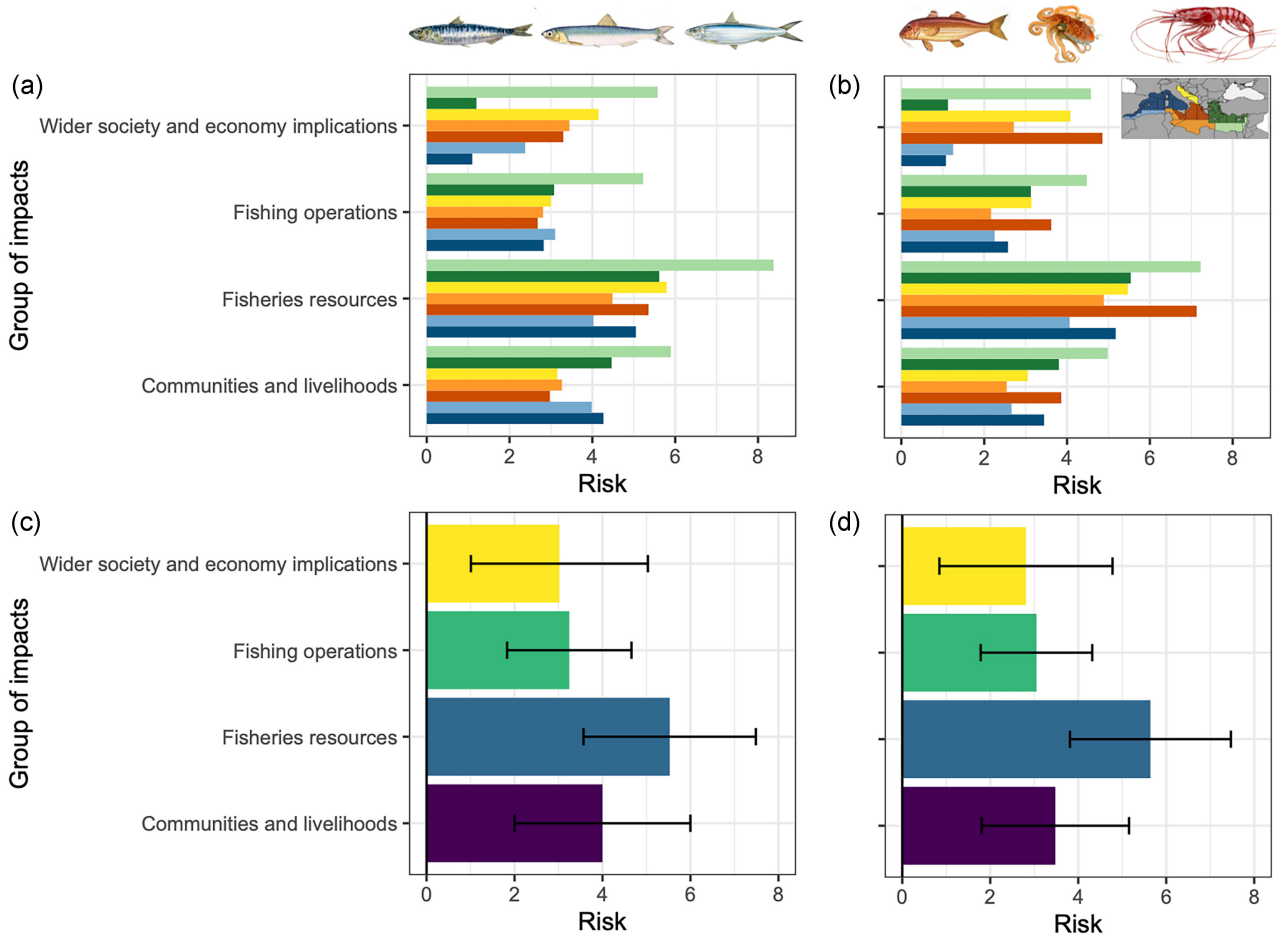 (a)
(b)
Group of impacts
Wider society and economy implications
Fishing operations
Fisheries resources
Communities and livelihoods
0 2 4 6 8
Risk
0 2 4 6 8
Risk
(c)
(d)
Group of impacts
Wider society and economy implications
Fishing operations
Fisheries resources
Communities and livelihoods
0 2 4 6 8
Risk
0 2 4 6 8
Risk